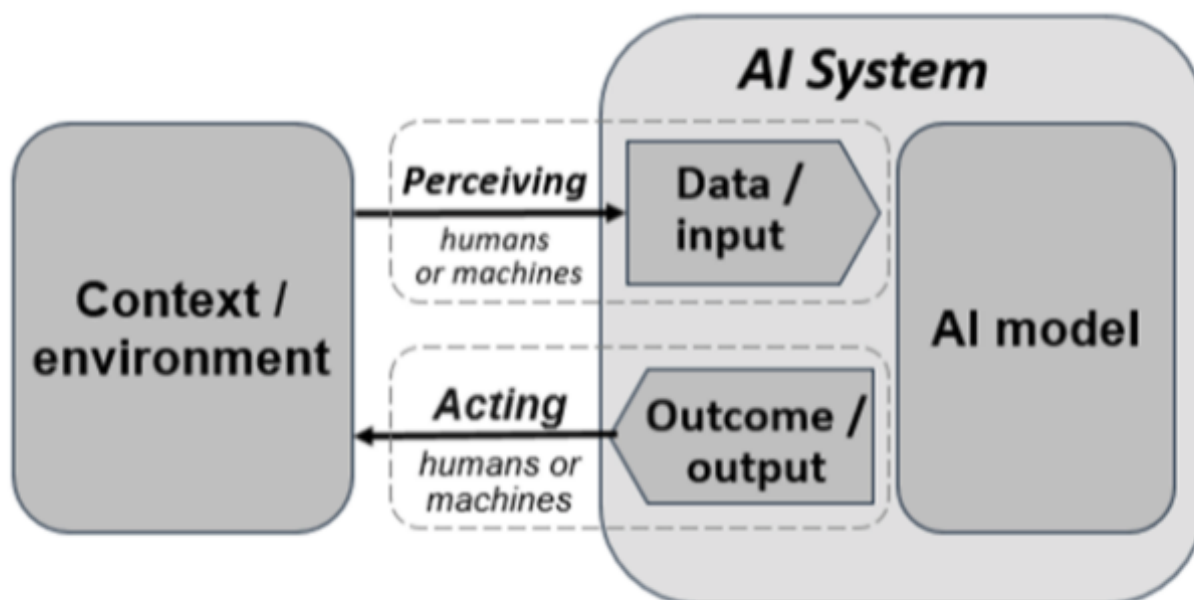 AI System
Perceiving
humans
or machines
Data /
input
Context /
environment
AI model
Acting
humans or
machines
Outcome /
output